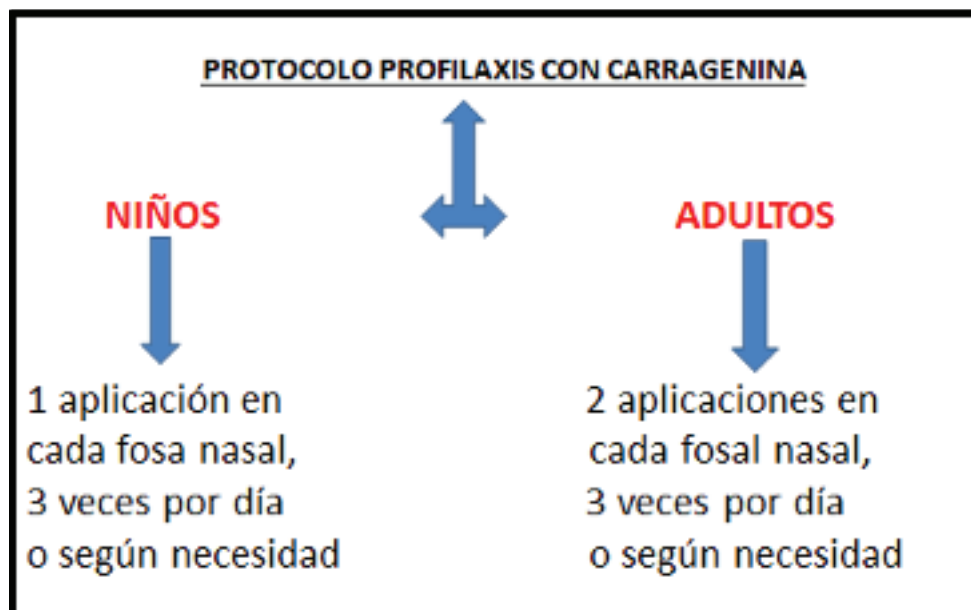 PROTOCOLO PROFILAXIS CON CARRAGENINA
NIÑOS
1 aplicación en
cada fosa nasal,
3 veces por día
o según necesidad
ADULTOS
2 aplicaciones en
cada fosal nasal,
3 veces por día
o según necesidad